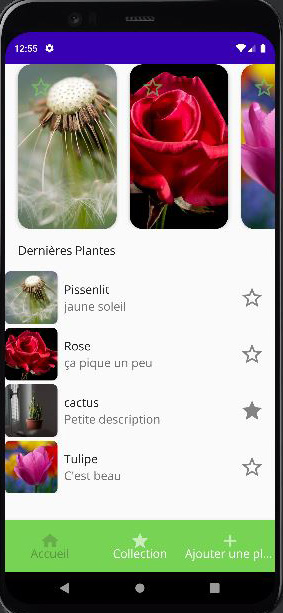 12:55
Dernières Plantes
Pissenlit
jaune soleil
Rose
ça pique un peu
cactus
Petite description
Tulipe
C'est beau
Accueil
Collection
Ajouter une pl...